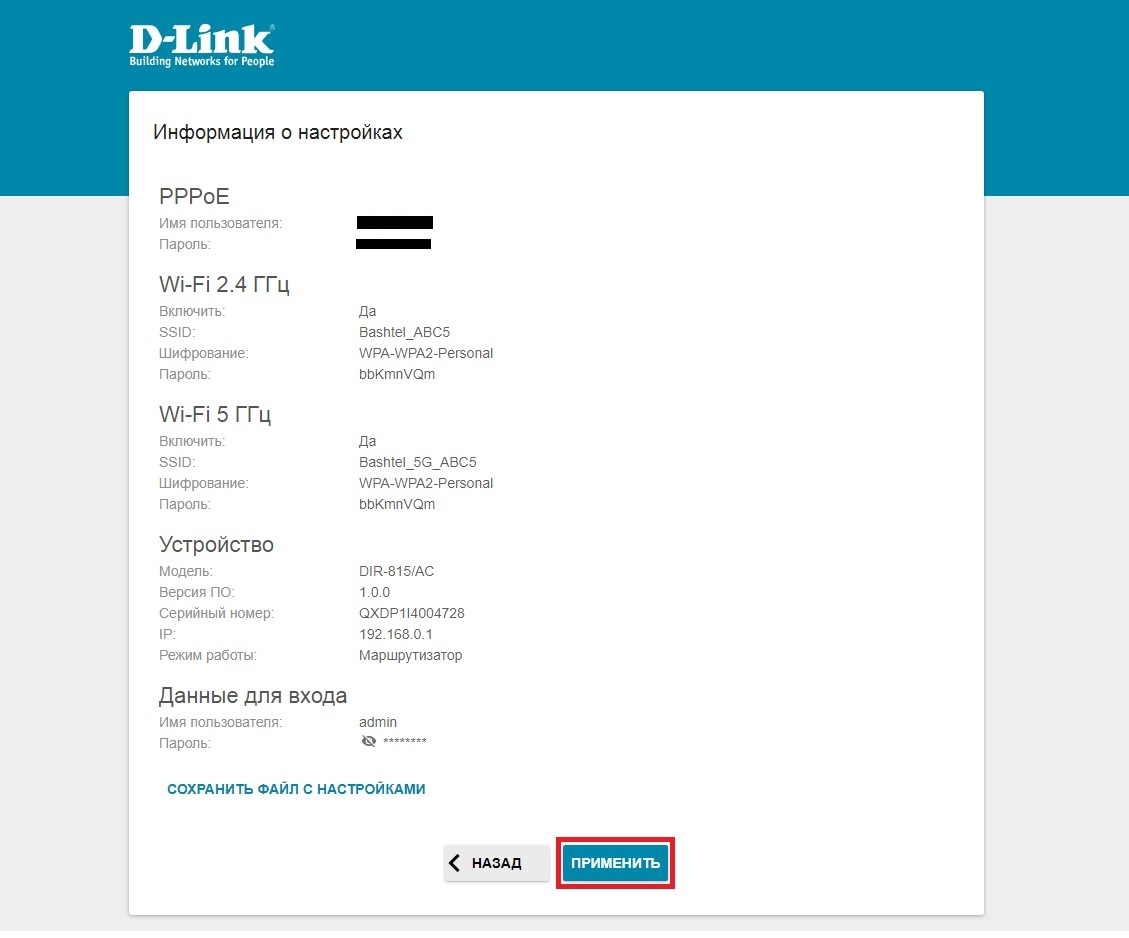 D-Link®
Building Networks for People
Информация о настройках
PPPoE
Имя пользователя:
Пароль:
Wi-Fi 2.4 ГГц
Включить: Да
SSID: Bashtel_ABC5
Шифрование: WPA-WPA2-Personal
Пароль: bbKmnVQm
Wi-Fi 5 ГГц
Включить: Да
SSID: Bashtel_5G_ABC5
Шифрование: WPA-WPA2-Personal
Пароль: bbKmnVQm
Устройство
Модель: DIR-815/AC
Версия ПО: 1.0.0
Серийный номер: QXDP1I4004728
IP: 192.168.0.1
Режим работы: Маршрутизатор
Данные для входа
Имя пользователя: admin
Пароль: ********
СОХРАНИТЬ ФАЙЛ С НАСТРОЙКАМИ
НАЗАД ПРИМЕНИТЬ